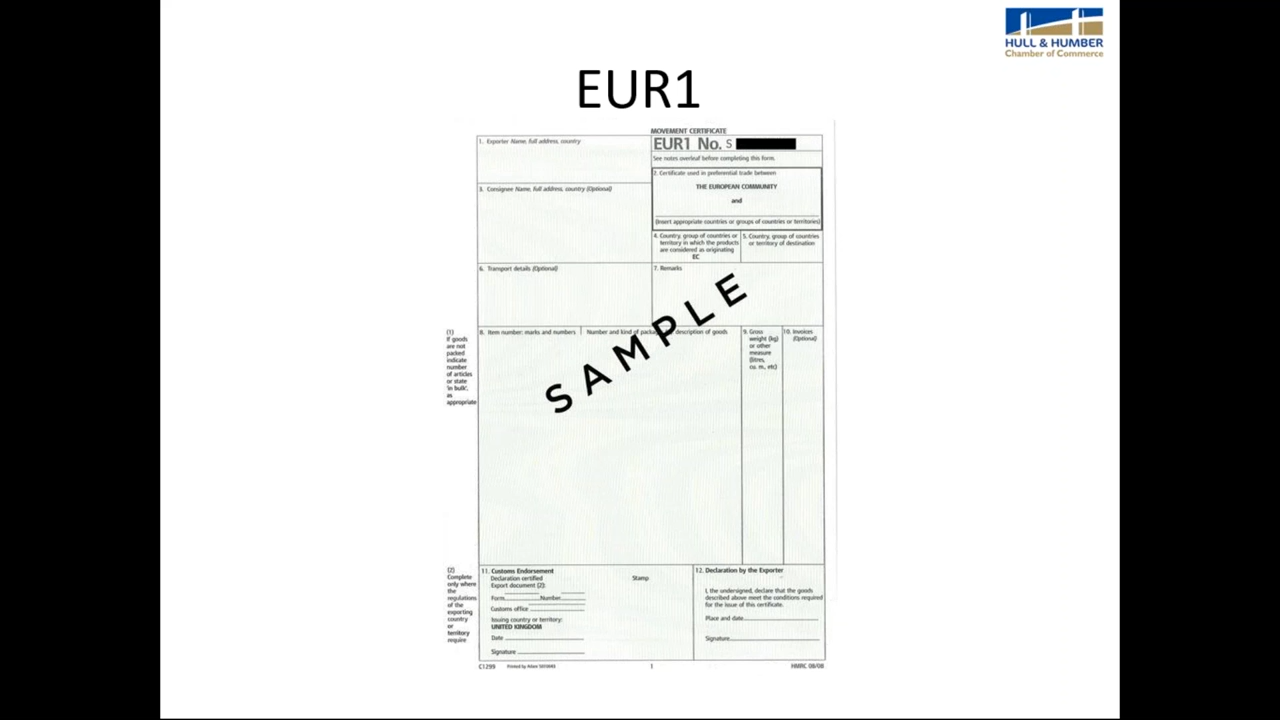 HULL & HUMBER
Chamber of Commerce
EUR1
MOVEMENT CERTIFICATE
EUR1 No. S
See notes overleaf before completing this form.
1. Exporter Name, full address, country
2. Certificate used in preferential trade between
THE EUROPEAN COMMUNITY
and
(Insert appropriate countries or groups of countries or territories)
3. Consignee Name, full address, country (Optional)
4. Country, group of countries or
territory in which the products
are considered as originating
EC
5. Country, group of countries
or territory of destination
6. Transport details (Optional)
7. Remarks
SAMPLE
(1)
If goods
are not
packed
indicate
number
of articles
or state
'in bulk',
as
appropriate
8. Item number: marks and numbers
Number and kind of description of goods
9. Gross
weight (kg)
or other
measure
(litres,
cu. m., etc)
10. Invoices
(Optional)
(2)
Complete
only where
the
regulations
of the
exporting
country
or
territory
require
11. Customs Endorsement
Declaration certified
Stamp
Export document (2):
Form Number
Customs office
Issuing country or territory:
UNITED KINGDOM
Date
Signature
12. Declaration by the Exporter
I, the undersigned, declare that the goods
described above meet the conditions required
for the issue of this certificate.
Place and date
Signature
C1299
Printed by
1
HMRC 08/08